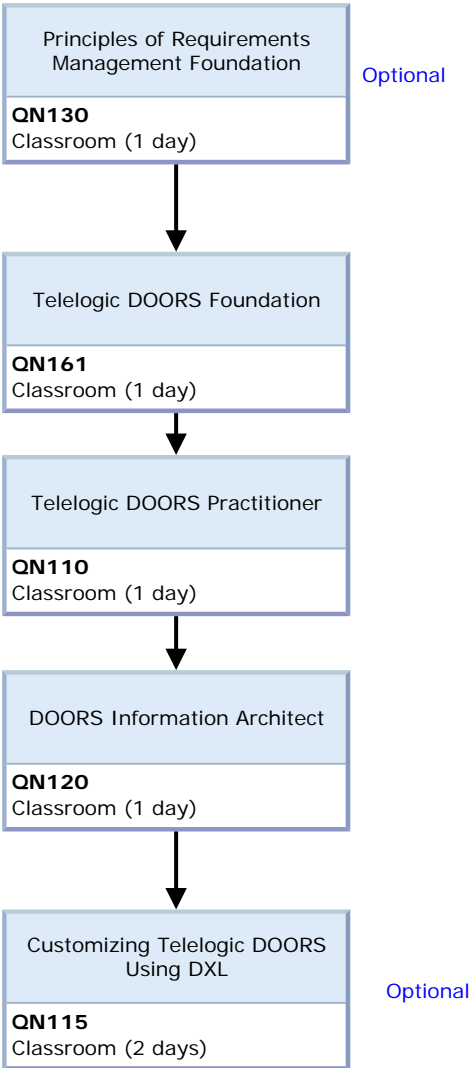 Principles of Requirements
Management Foundation
Optional
QN130
Classroom (1 day)
Telelogic DOORS Foundation
QN161
Classroom (1 day)
Telelogic DOORS Practitioner
QN110
Classroom (1 day)
DOORS Information Architect
QN120
Classroom (1 day)
Customizing Telelogic DOORS
Using DXL
Optional
QN115
Classroom (2 days)